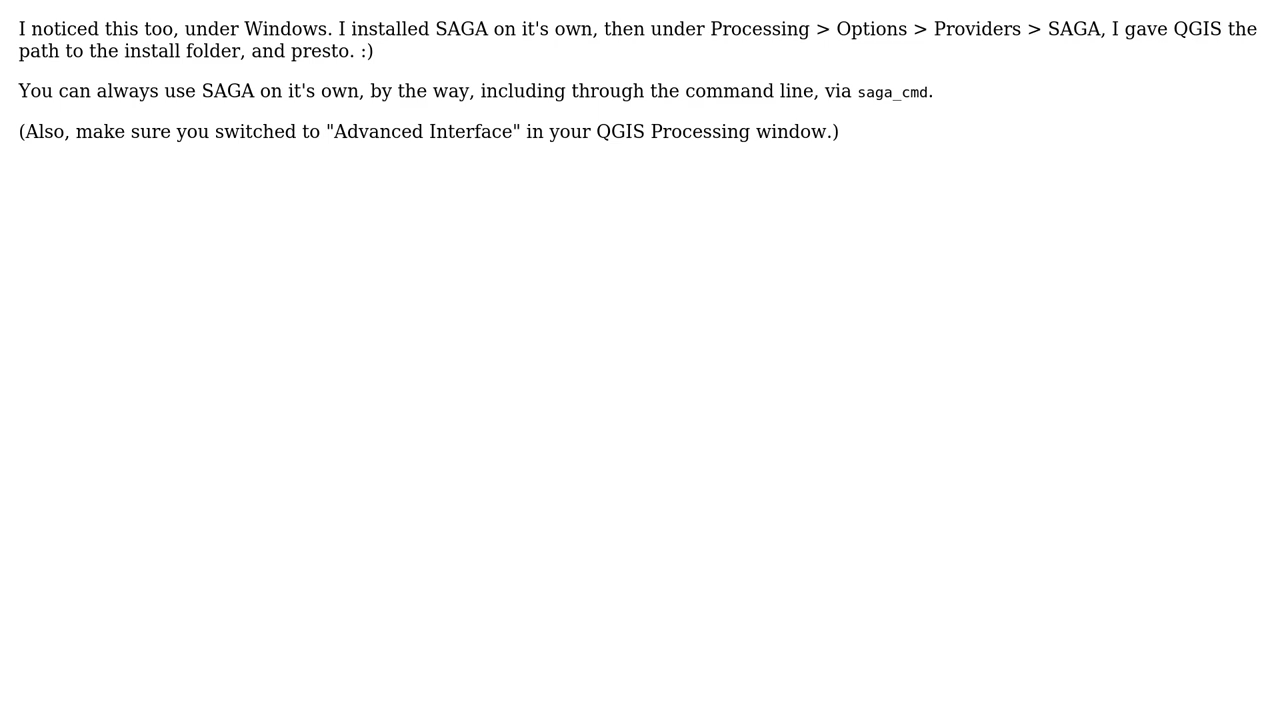 I noticed this too, under Windows. I installed SAGA on it's own, then under Processing > Options > Providers > SAGA, I gave QGIS the
path to the install folder, and presto. :)
You can always use SAGA on it's own, by the way, including through the command line, via saga_cmd.
(Also, make sure you switched to "Advanced Interface" in your QGIS Processing window.)